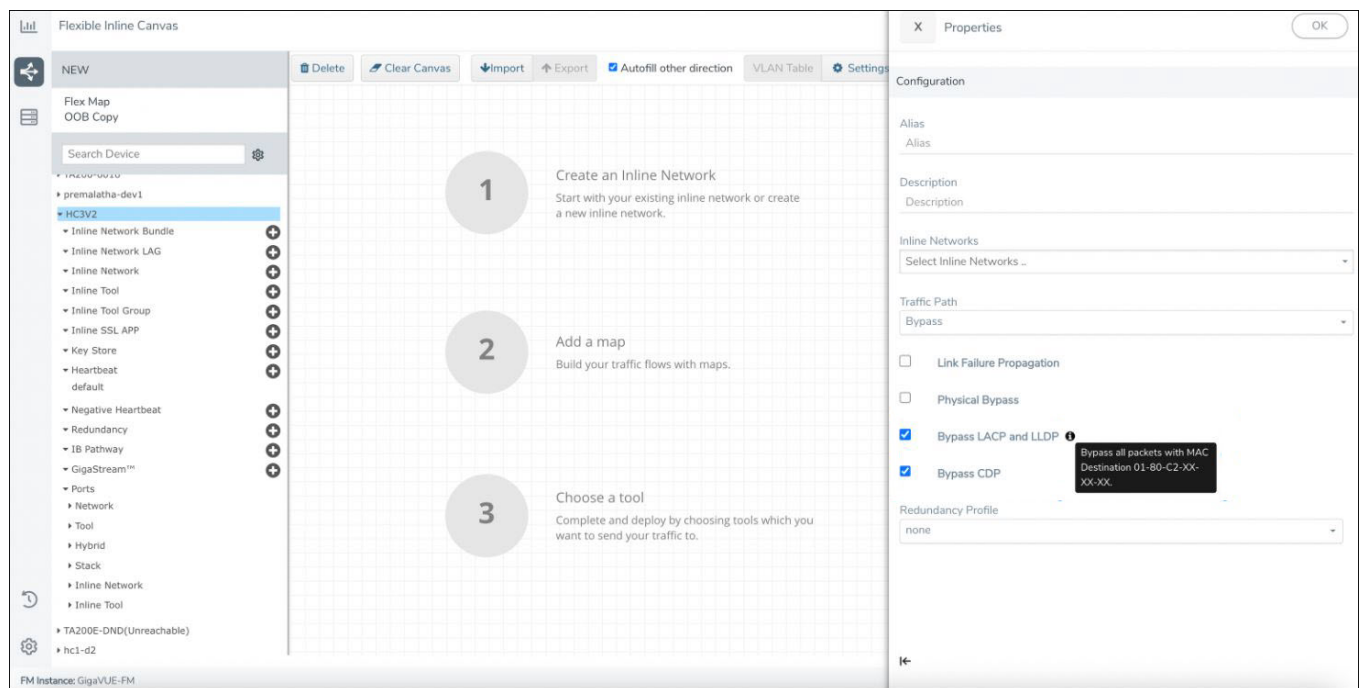 Flexible Inline Canvas
NEW
Flex Map
OOB Copy
Search Device
premalatha-dev1
HC3V2
Inline Network Bundle
Inline Network LAG
Inline Network
Inline Tool
Inline Tool Group
Inline SSL APP
Key Store
Heartbeat
default
Negative Heartbeat
Redundancy
IB Pathway
GigaStream™
Ports
Network
Tool
Hybrid
Stack
Inline Network
Inline Tool
TA200E-DND(Unreachable)
hc1-d2
FM Instance: GigaVUE-FM
Delete Clear Canvas Import Export Autofill other direction VLAN Table Settings
1
Create an Inline Network
Start with your existing inline network or create
a new inline network.
2
Add a map
Build your traffic flows with maps.
3
Choose a tool
Complete and deploy by choosing tools which you
want to send your traffic to.
X Properties OK
Configuration
Alias
Alias
Description
Description
Inline Networks
Select Inline Networks ...
Traffic Path
Bypass
Link Failure Propagation
Physical Bypass
Bypass LACP and LLDP
Bypass all packets with MAC
Destination 01-80-C2-XX-
XX-XX.
Bypass CDP
Redundancy Profile
none